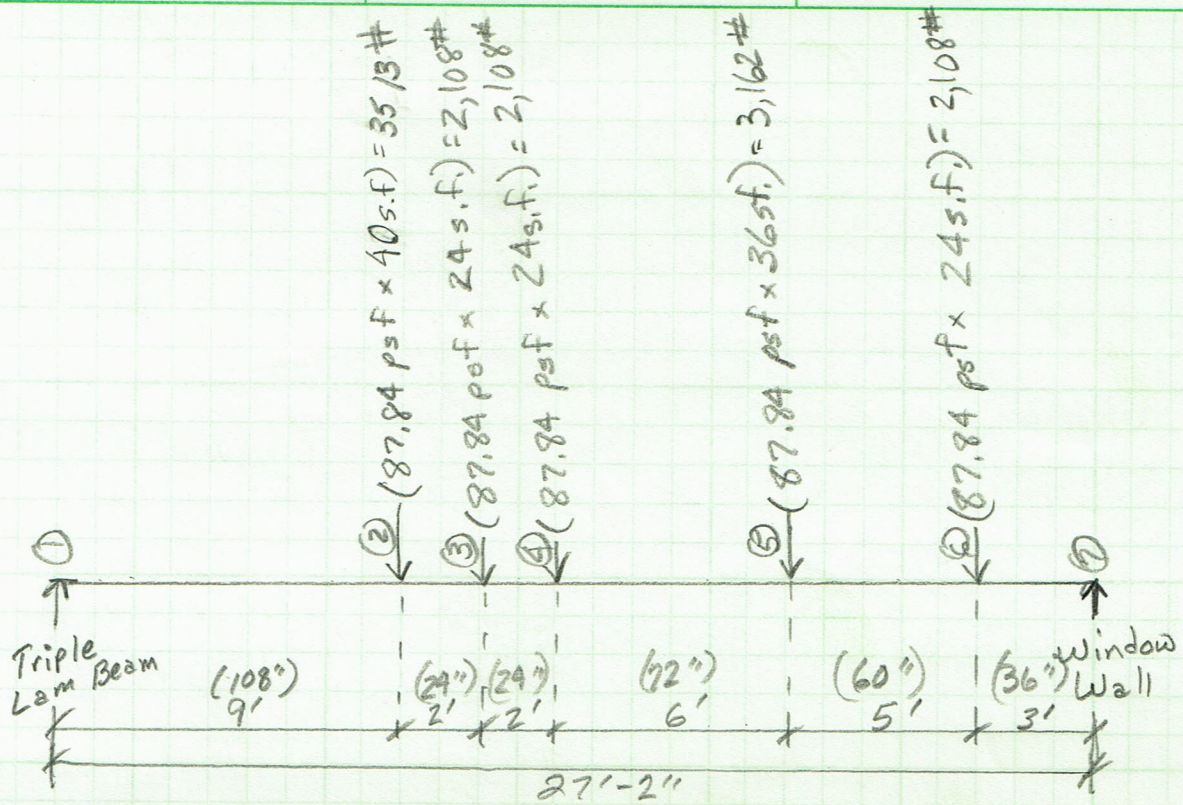 (87.84 psf x 40s.f) = 3513#
(87.84 psf x 24 s.f.) = 2,108#
(87.84 psf x 24s.f.) = 2,108#
(87.84 psf x 36sf.) = 3,162#
(87.84 psf x 24s.f.) = 2,108#
① ② ③ ④ ⑤ ⑥ ⑦
Triple
Lam Beam
Window
Wall
(108") (24") (24") (72") (60") (36")
9' 2' 2' 6' 5' 3'
27'-2"